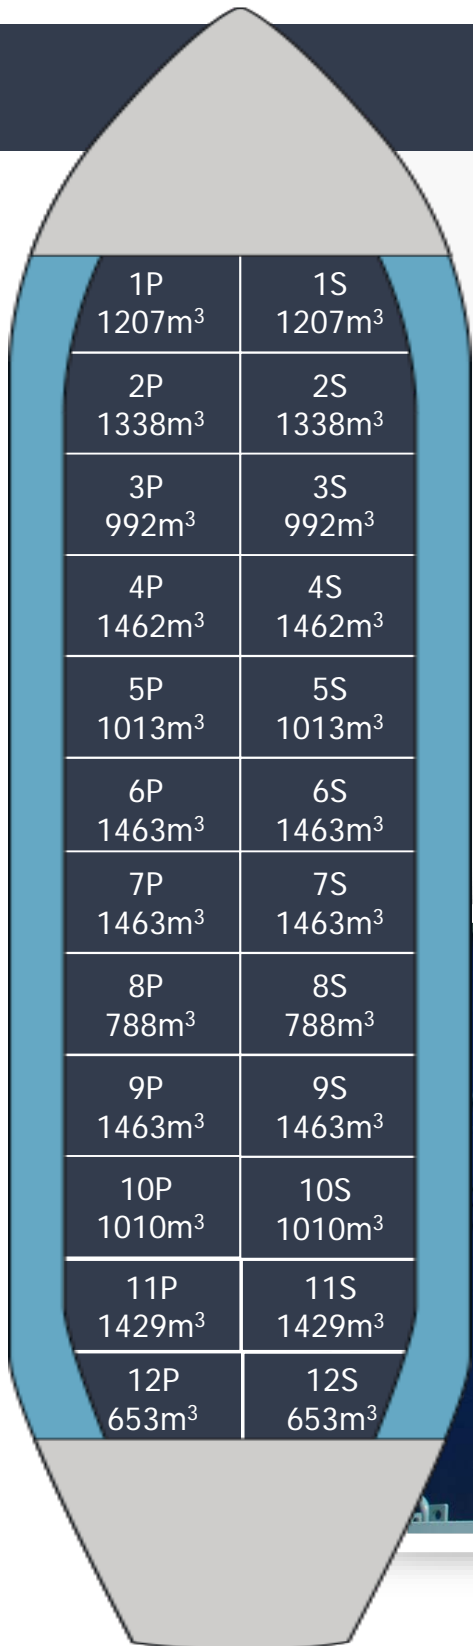 1P 1S
1207m³ 1207m³
2P 2S
1338m³ 1338m³
3P 3S
992m³ 992m³
4P 4S
1462m³ 1462m³
5P 5S
1013m³ 1013m³
6P 6S
1463m³ 1463m³
7P 7S
1463m³ 1463m³
8P 8S
788m³ 788m³
9P 9S
1463m³ 1463m³
10P 10S
1010m³ 1010m³
11P 11S
1429m³ 1429m³
12P 12S
653m³ 653m³